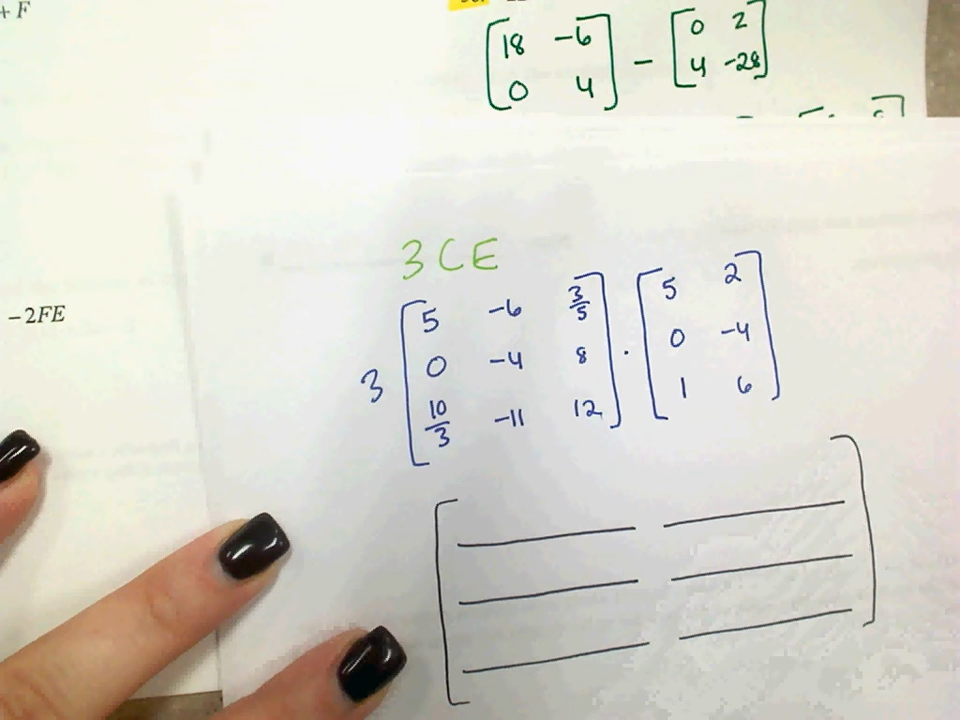 + F
18 -6 0 2
0 4 - 4 -28
-2FE
3CE
5 -6 3/5 5 2
3 0 -4 8 · 0 -4
10/3 -11 12 1 6